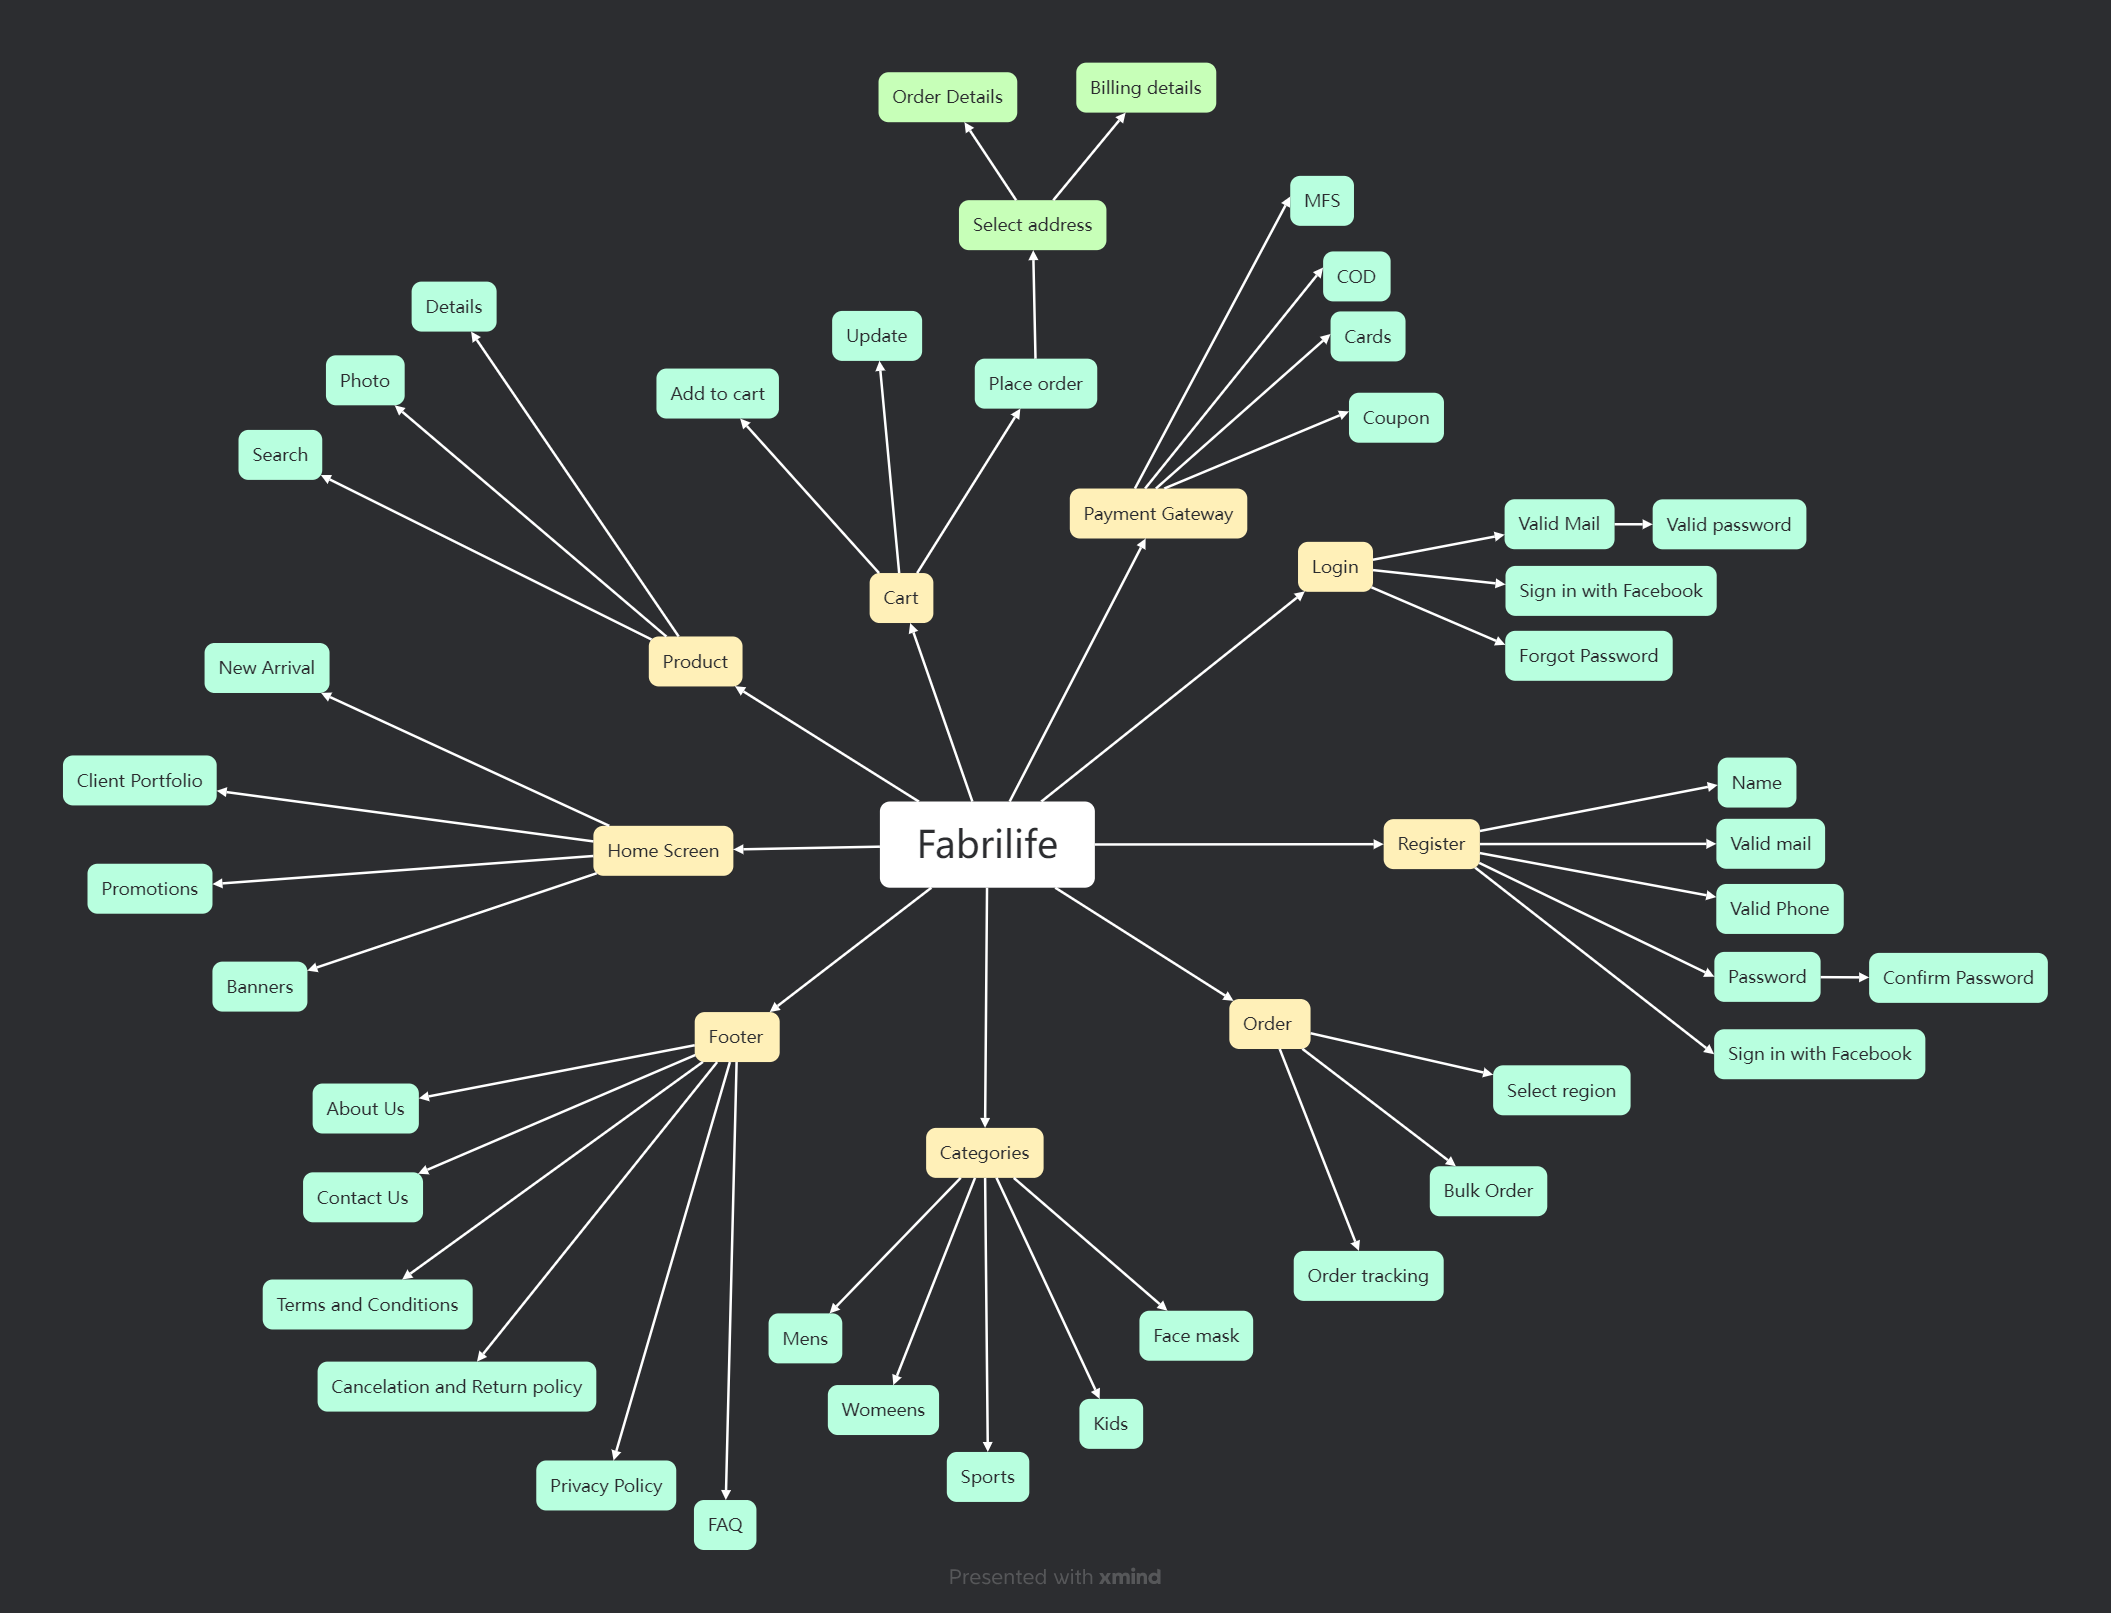 Billing details
Order Details
MFS
Select address
COD
Details
Update
Cards
Photo
Place order
Add to cart
Coupon
Search
Payment Gateway
Valid Mail
Valid password
Login
Sign in with Facebook
Cart
Forgot Password
Product
New Arrival
Client Portfolio
Name
Fabrilife
Register
Valid mail
Home Screen
Promotions
Valid Phone
Password
Confirm Password
Banners
Order
Footer
Sign in with Facebook
Select region
About Us
Categories
Bulk Order
Contact Us
Order tracking
Terms and Conditions
Face mask
Mens
Cancelation and Return policy
Womeens
Kids
Sports
Privacy Policy
FAQ
Presented with xmind